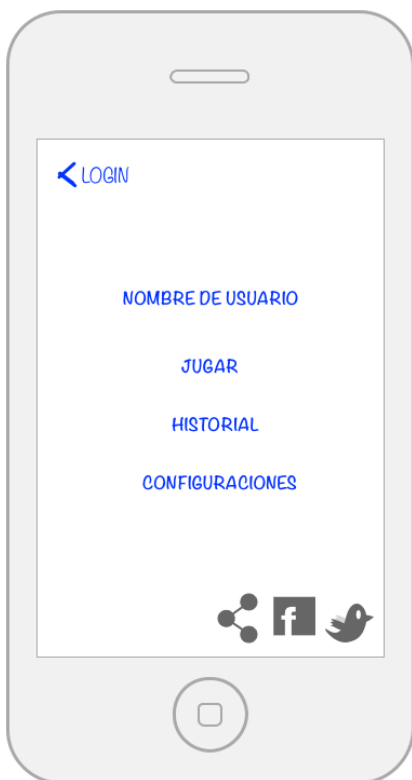 LOGIN
NOMBRE DE USUARIO
JUGAR
HISTORIAL
CONFIGURACIONES